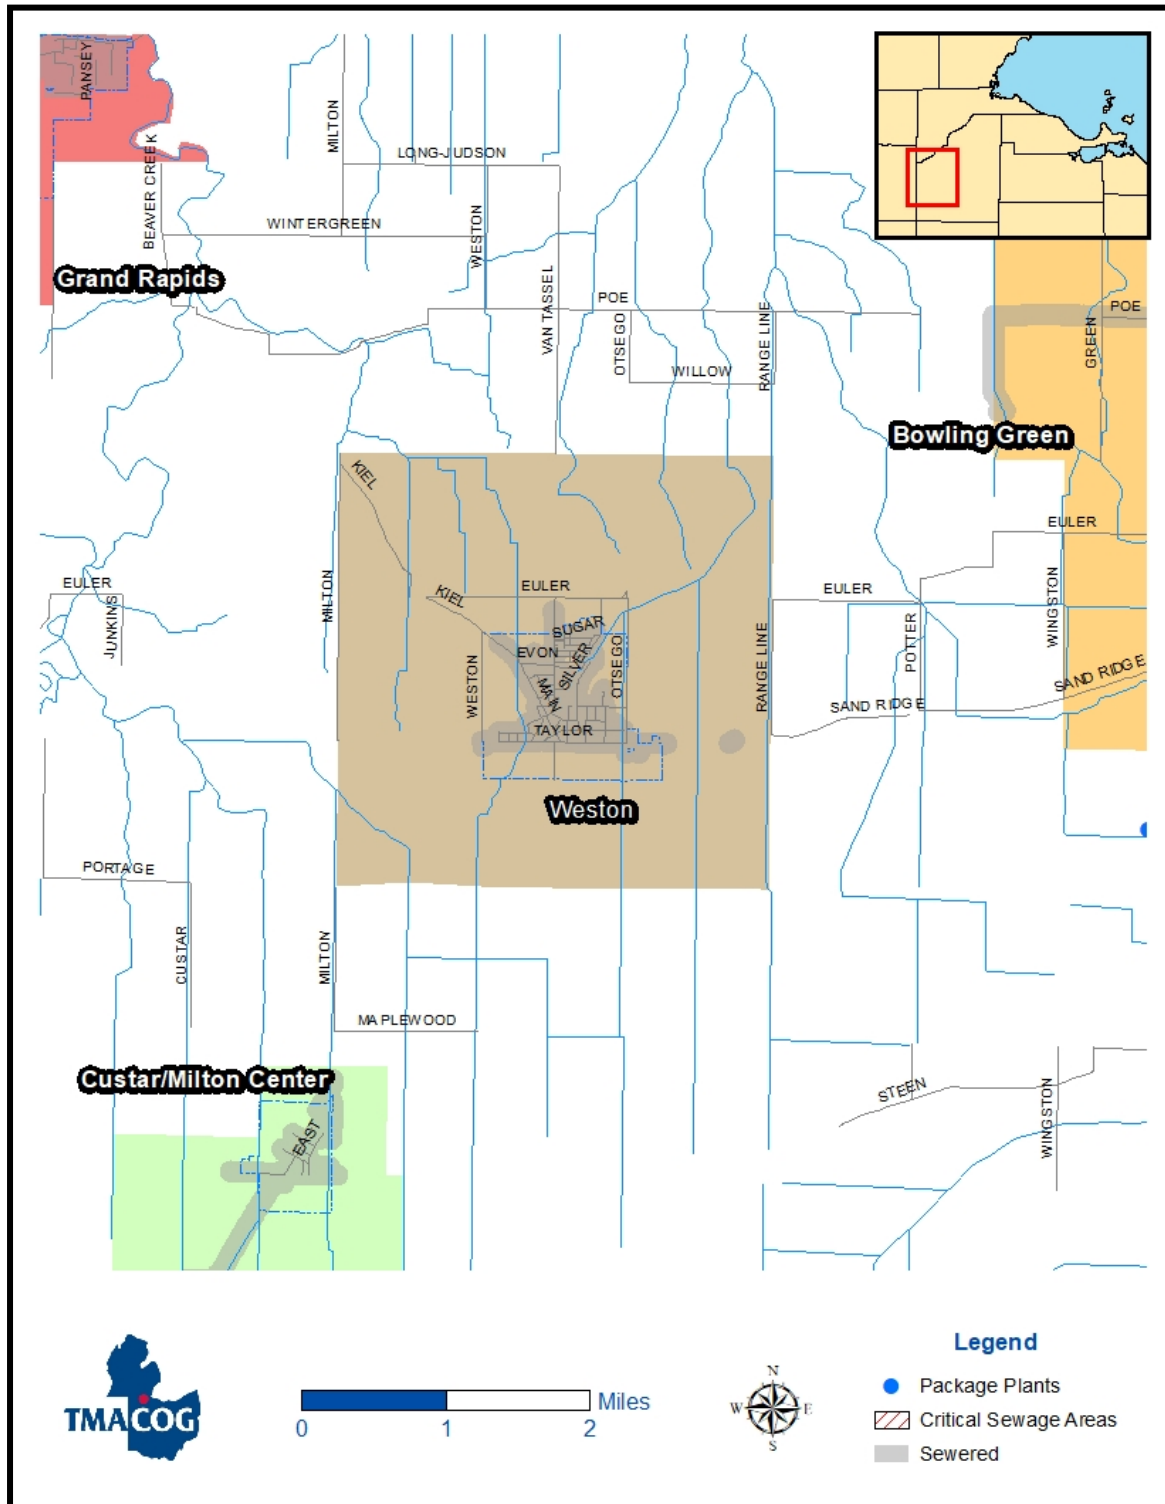 PANSEY
MILTON
BEAVER CREEK
LONG-JUDSON
WINTERGREEN
WESTON
Grand Rapids
VAN TASSEL
POE
OTSEGO
RANGE LINE
WILLOW
GREEN
POE
Bowling Green
KIEL
EULER
EULER
JUNKINS
MILTON
KIEL
EULER
SUGAR
EVON
SILVER
OTSEGO
WESTON
MAIN
TAYLOR
RANGE LINE
EULER
POTTER
WINGSTON
SAND RIDGE
SAND RIDGE
Weston
PORTAGE
CUSTAR
MILTON
MAPLEWOOD
Custar/Milton Center
EAST
STEEN
WINGSTON
TMACOG
Miles
0 1 2
N
W E
S
Legend
Package Plants
Critical Sewage Areas
Sewered